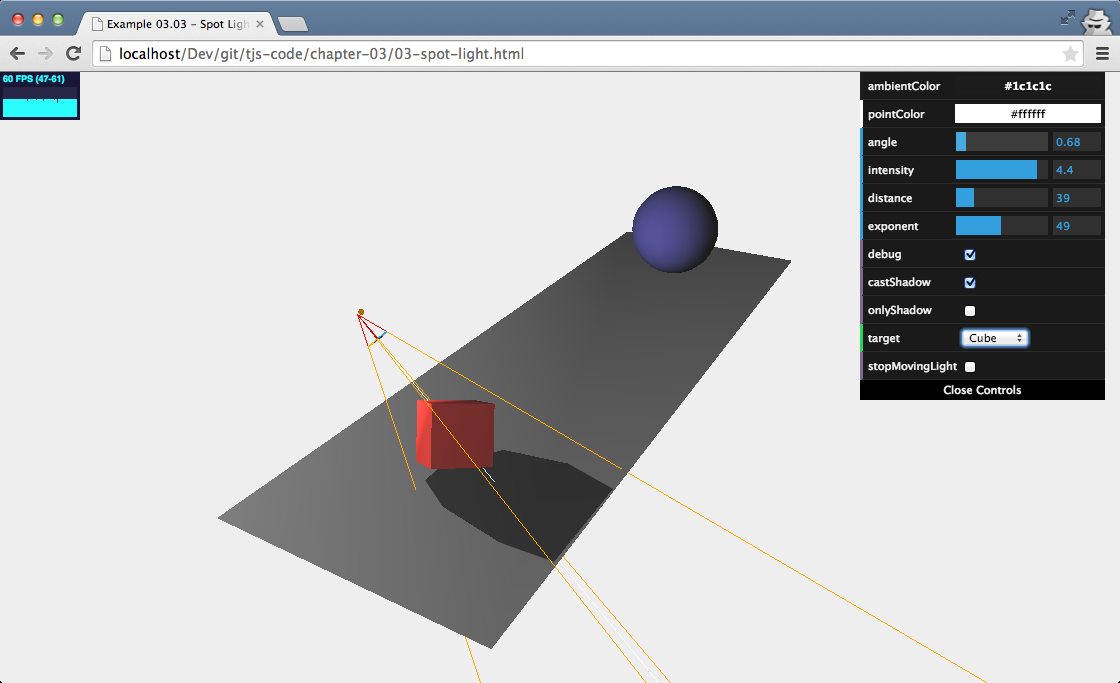 Example 03.03 - Spot Ligh
localhost/Dev/git/tjs-code/chapter-03/03-spot-light.html
60 FPS (47-61)
ambientColor #1c1c1c
pointColor #ffffff
angle 0.68
intensity 4.4
distance 39
exponent 49
debug
castShadow
onlyShadow
target Cube
stopMovingLight
Close Controls